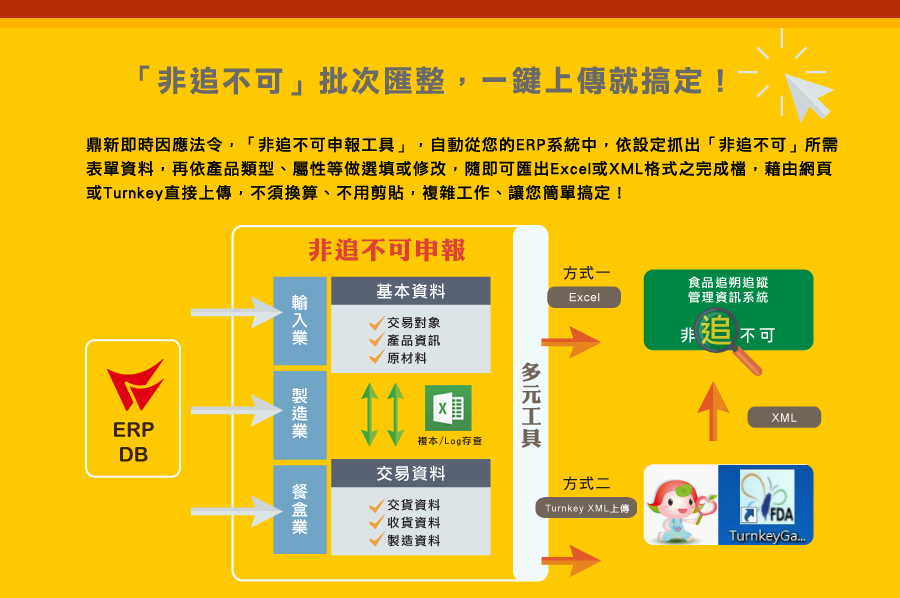 「非追不可」批次匯整，一鍵上傳就搞定！
鼎新即時因應法令，「非追不可申報工具」，自動從您的ERP系統中，依設定抓出「非追不可」所需
表單資料，再依產品類型、屬性等做選填或修改，隨即可匯出Excel或XML格式之完成檔，藉由網頁
或Turnkey直接上傳，不須換算、不用剪貼，複雜工作、讓您簡單搞定！
ERP
DB
非追不可申報
輸入業
製造業
餐盒業
基本資料
交易對象
產品資訊
原材料
X
複本/Log存查
交易資料
交貨資料
收貨資料
製造資料
多元工具
方式一
Excel
食品追朔追蹤
管理資訊系統
非追不可
XML
方式二
Turnkey XML上傳
FDA
TurnkeyGa...